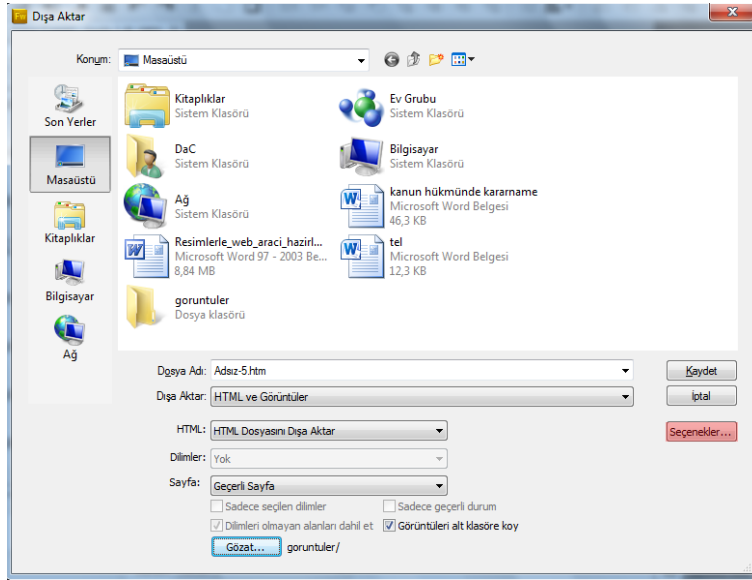 Fw Dışa Aktar
Konum: Masaüstü
Son Yerler
Masaüstü
Kitaplıklar
Bilgisayar
Ağ
Kitaplıklar
Sistem Klasörü
Ev Grubu
Sistem Klasörü
DaC
Sistem Klasörü
Bilgisayar
Sistem Klasörü
Ağ
Sistem Klasörü
kanun hükmünde kararname
Microsoft Word Belgesi
46,3 KB
Resimlerle_web_araci_hazirl...
Microsoft Word 97 - 2003 Be...
8,84 MB
tel
Microsoft Word Belgesi
12,3 KB
goruntuler
Dosya klasörü
Dosya Adı: Adsız-5.htm Kaydet
Dışa Aktar: HTML ve Görüntüler İptal
HTML: HTML Dosyasını Dışa Aktar Seçenekler...
Dilimler: Yok
Sayfa: Geçerli Sayfa
Sadece seçilen dilimler Sadece geçerli durum
Dilimleri olmayan alanları dahil et Görüntüleri alt klasöre koy
Gözat... goruntuler/